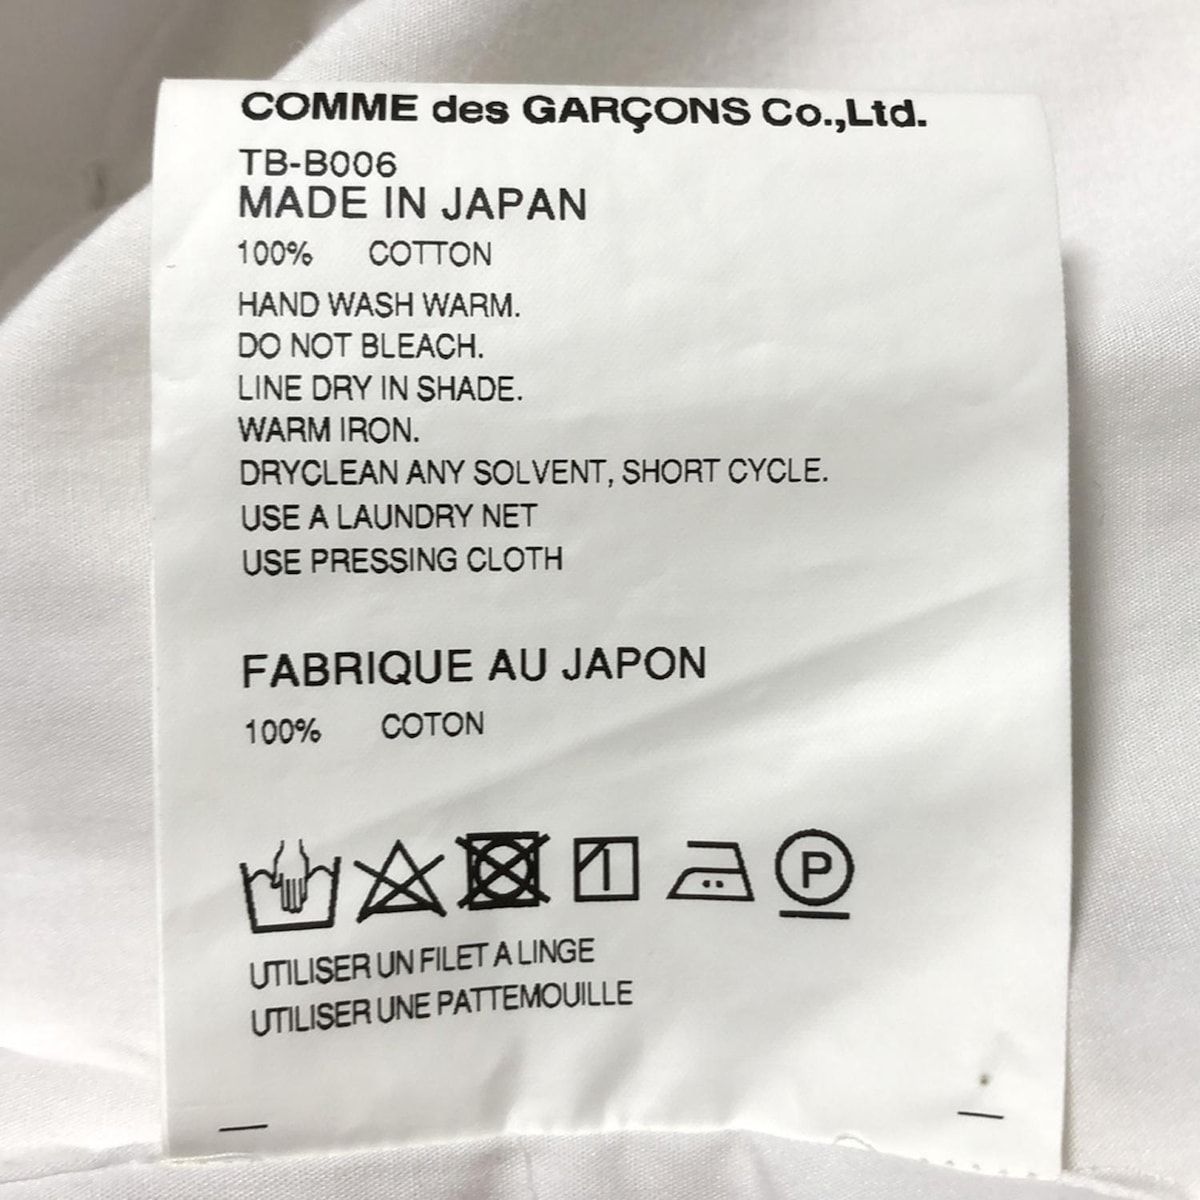 COMME des GARÇONS Co.,Ltd.
TB-B006
MADE IN JAPAN
100% COTTON
HAND WASH WARM.
DO NOT BLEACH.
LINE DRY IN SHADE.
WARM IRON.
DRYCLEAN ANY SOLVENT, SHORT CYCLE.
USE A LAUNDRY NET
USE PRESSING CLOTH
FABRIQUE AU JAPON
100% COTON
P
UTILISER UN FILET A LINGE
UTILISER UNE PATTEMOUILLE